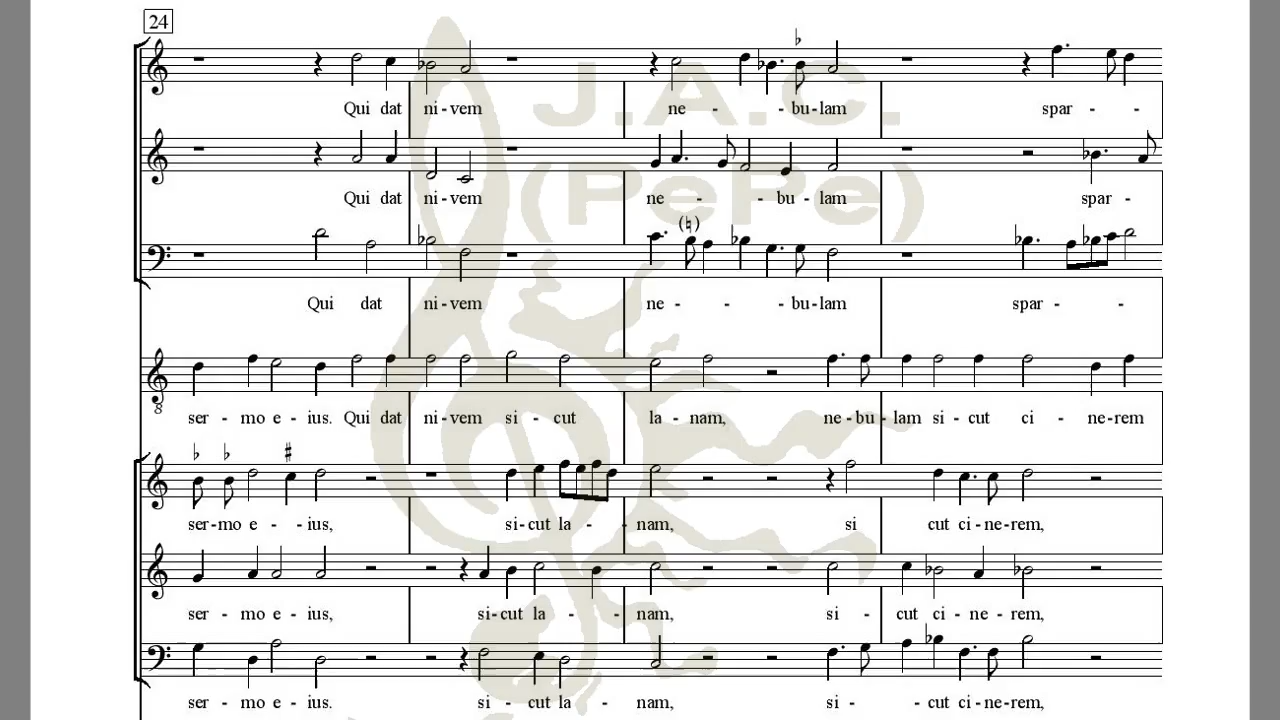 24
J.A.C.
Qui dat ni - vem ne - - - bu - lam spar - -
(PePe)
Qui dat ni - vem ne - - - bu - lam spar -
Qui dat ni - vem ne - - - bu - lam spar - -
ser - mo e - ius. Qui dat ni - vem si - cut la - nam, ne - bu - lam si - cut ci - ne - rem
ser - mo e - - ius, si - cut la - - nam, si cut ci - ne - rem,
ser - mo e - ius, si - cut la - - nam, si - cut ci - ne - rem,
ser - mo e - ius. si - cut la - nam, si - - cut ci - ne - rem,